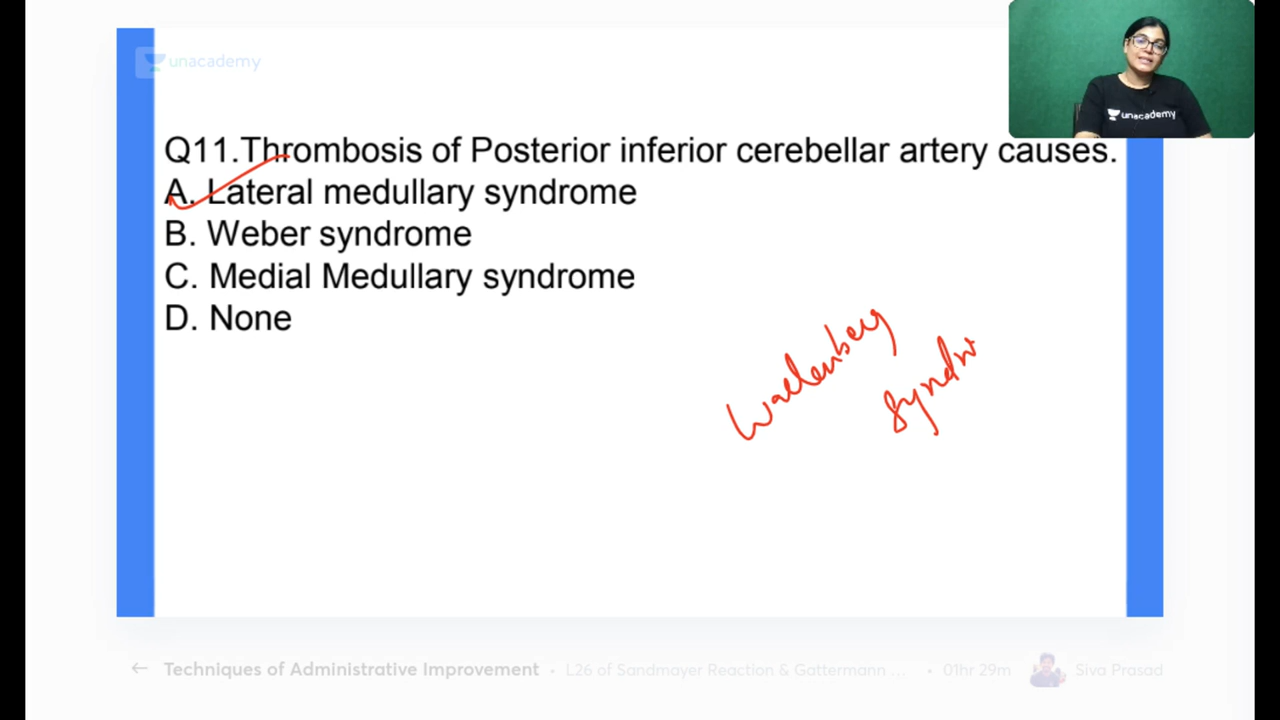 unacademy
unacademy
Q11.Thrombosis of Posterior inferior cerebellar artery causes.
A. Lateral medullary syndrome
B. Weber syndrome
C. Medial Medullary syndrome
D. None
Wallenberg
Syndr
Techniques of Administrative Improvement • L26 of Sandmayer Reaction & Gattermann ... • 01hr 29m Siva Prasad